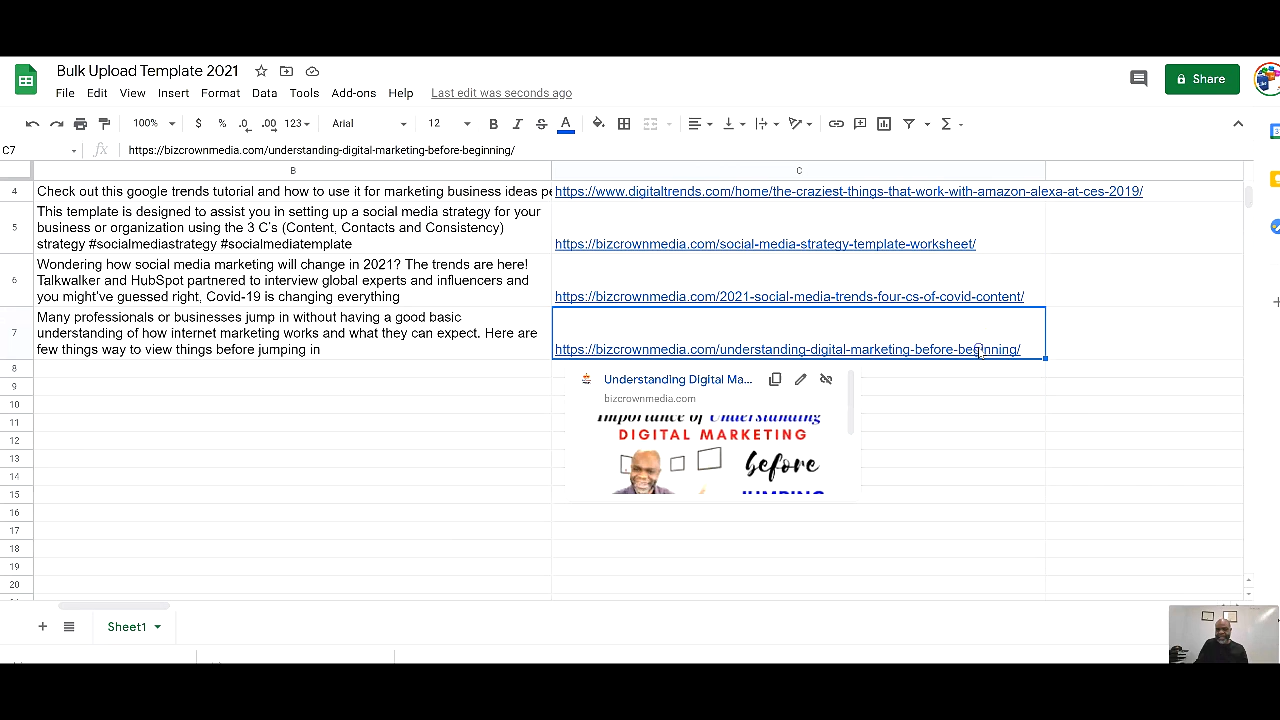 Bulk Upload Template 2021
File Edit View Insert Format Data Tools Add-ons Help Last edit was seconds ago
Share
100% $ % .0 .00 123 Arial 12 B I S A
C7 fx https://bizcrownmedia.com/understanding-digital-marketing-before-beginning/
B C
4 Check out this google trends tutorial and how to use it for marketing business ideas pe https://www.digitaltrends.com/home/the-craziest-things-that-work-with-amazon-alexa-at-ces-2019/
This template is designed to assist you in setting up a social media strategy for your
5 business or organization using the 3 C's (Content, Contacts and Consistency)
strategy #socialmediastrategy #socialmediatemplate https://bizcrownmedia.com/social-media-strategy-template-worksheet/
Wondering how social media marketing will change in 2021? The trends are here!
6 Talkwalker and HubSpot partnered to interview global experts and influencers and
you might've guessed right, Covid-19 is changing everything https://bizcrownmedia.com/2021-social-media-trends-four-cs-of-covid-content/
Many professionals or businesses jump in without having a good basic
7 understanding of how internet marketing works and what they can expect. Here are
few things way to view things before jumping in https://bizcrownmedia.com/understanding-digital-marketing-before-beginning/
8
Understanding Digital Ma...
9
bizcrownmedia.com
10
Importance of Understanding
11
DIGITAL MARKETING
12
13
before
14
15
JUMPING
16
17
18
19
20
Sheet1